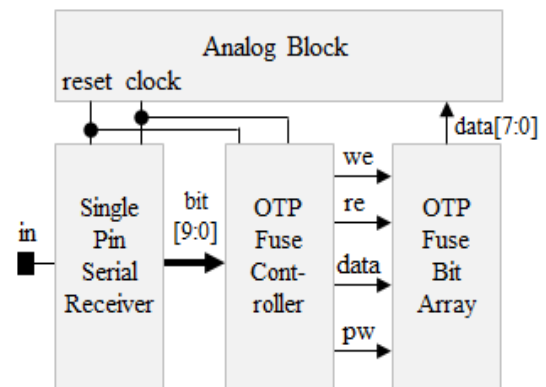 Analog Block
reset clock
data[7:0]
we
bit
[9:0]
re
in
Single
Pin
Serial
Receiver
OTP
Fuse
Cont-
roller
data
OTP
Fuse
Bit
Array
pw